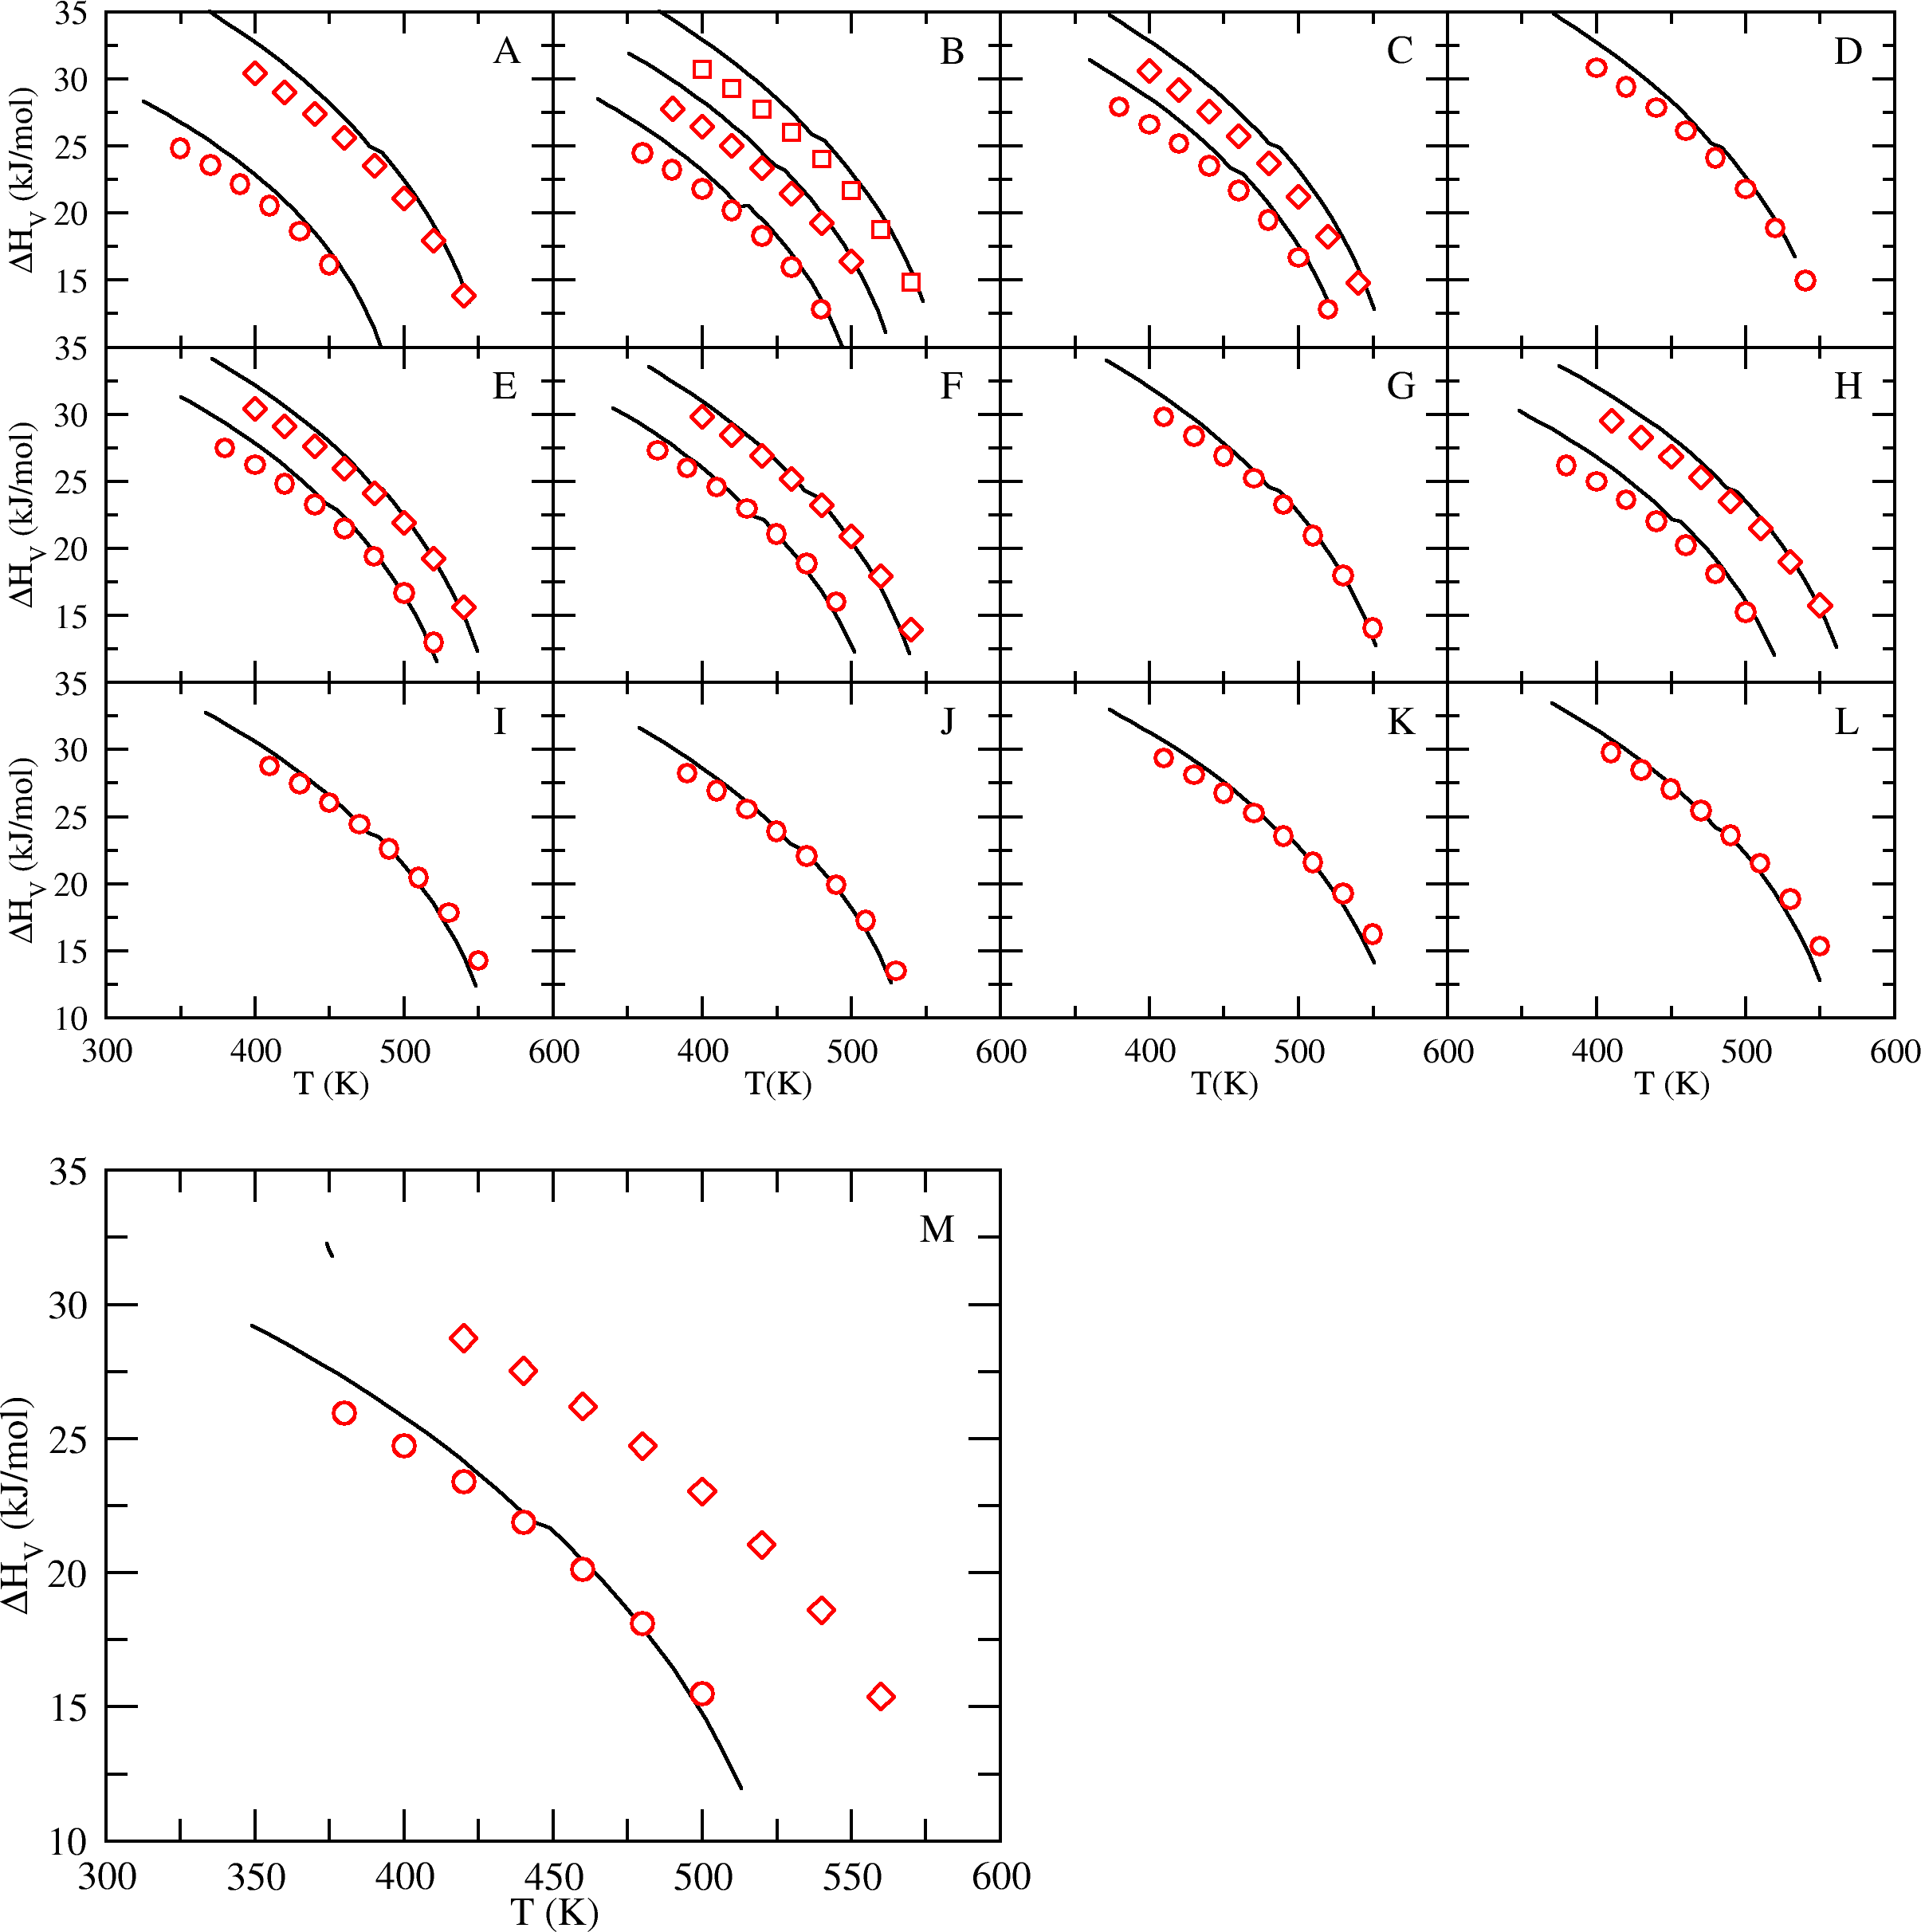 35
A
B
C
D
30
25
20
15
ΔH_V (kJ/mol)
35
E
F
G
H
30
25
20
15
ΔH_V (kJ/mol)
35
I
J
K
L
30
25
20
15
10
ΔH_V (kJ/mol)
300 400 500 600 400 500 600 400 500 600 400 500 600
T (K) T(K) T(K) T (K)
35
M
30
25
20
15
10
ΔH_V (kJ/mol)
300 350 400 450 500 550 600
T (K)